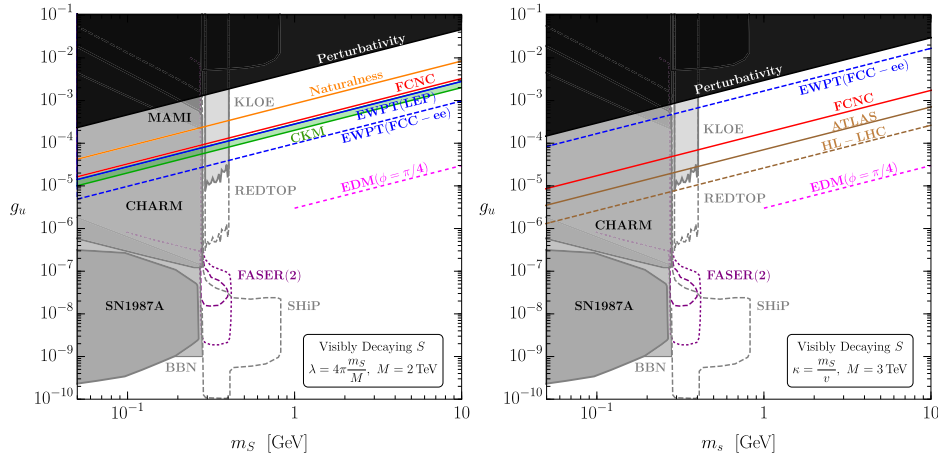 10⁻¹
10⁻²
10⁻³
10⁻⁴
10⁻⁵
10⁻⁶
10⁻⁷
10⁻⁸
10⁻⁹
10⁻¹⁰
g_u
Perturbativity
Naturalness
FCNC
KLOE
MAMI
EWPT(LEP)
CKM
EWPT(FCC−ee)
REDTOP
EDM(ϕ=π/4)
CHARM
FASER(2)
SN1987A
SHiP
BBN
Visibly Decaying S
λ = 4π m_S/M, M = 2 TeV
10⁻¹ 1 10
m_S [GeV]
10⁻¹
10⁻²
10⁻³
10⁻⁴
10⁻⁵
10⁻⁶
10⁻⁷
10⁻⁸
10⁻⁹
10⁻¹⁰
g_u
Perturbativity
EWPT(FCC−ee)
FCNC
ATLAS
KLOE
HL−LHC
REDTOP
EDM(ϕ=π/4)
CHARM
FASER(2)
SN1987A
SHiP
BBN
Visibly Decaying S
κ = m_S/v, M = 3 TeV
10⁻¹ 1 10
m_s [GeV]